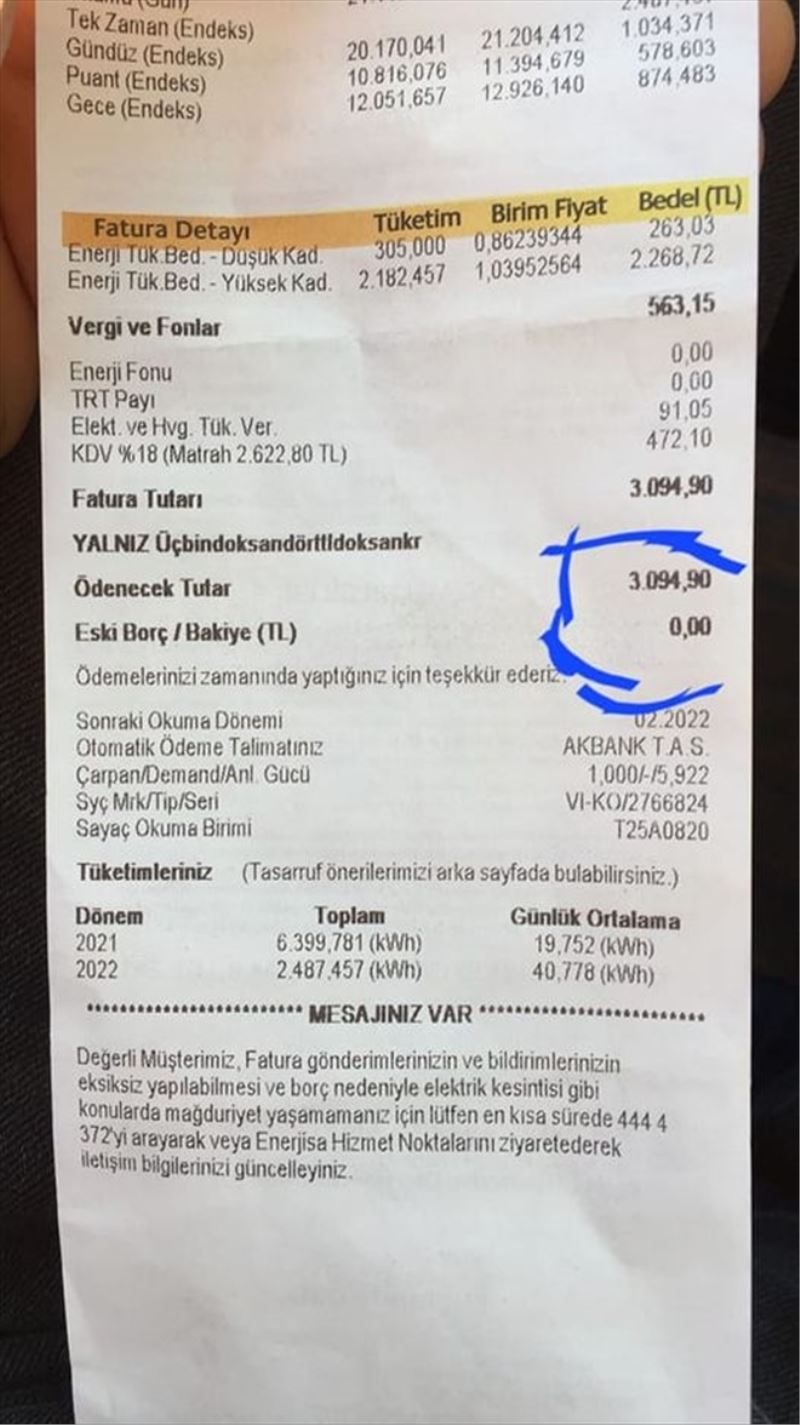 Tek Zaman (Endeks)
Gündüz (Endeks) 20.170,041 21.204,412 1.034,371
Puant (Endeks) 10.816,076 11.394,679 578,603
Gece (Endeks) 12.051,657 12.926,140 874,483
Fatura Detayı Tüketim Birim Fiyat Bedel (TL)
Enerji Tük.Bed. - Düşük Kad. 305,000 0,86239344 263,03
Enerji Tük.Bed. - Yüksek Kad. 2.182,457 1,03952564 2.268,72
Vergi ve Fonlar 563,15
Enerji Fonu 0,00
TRT Payı 0,00
Elekt. ve Hvg. Tük. Ver. 91,05
KDV %18 (Matrah 2.622,80 TL) 472,10
Fatura Tutarı 3.094,90
YALNIZ Üçbindoksandörttldoksankr
Ödenecek Tutar 3.094,90
Eski Borç / Bakiye (TL) 0,00
Ödemelerinizi zamanında yaptığınız için teşekkür ederiz.
Sonraki Okuma Dönemi 02.2022
Otomatik Ödeme Talimatınız AKBANK T.A.S.
Çarpan/Demand/Anl. Gücü 1,000/-/5,922
Syç Mrk/Tip/Seri VI-KO/2766824
Sayaç Okuma Birimi T25A0820
Tüketimleriniz (Tasarruf önerilerimizi arka sayfada bulabilirsiniz.)
Dönem Toplam Günlük Ortalama
2021 6.399,781 (kWh) 19,752 (kWh)
2022 2.487,457 (kWh) 40,778 (kWh)
************************** MESAJINIZ VAR **************************
Değerli Müşterimiz, Fatura gönderimlerinizin ve bildirimlerinizin
eksiksiz yapılabilmesi ve borç nedeniyle elektrik kesintisi gibi
konularda mağduriyet yaşamamanız için lütfen en kısa sürede 444 4
372'yi arayarak veya Enerjisa Hizmet Noktalarını ziyaretederek
iletişim bilgilerinizi güncelleyiniz.